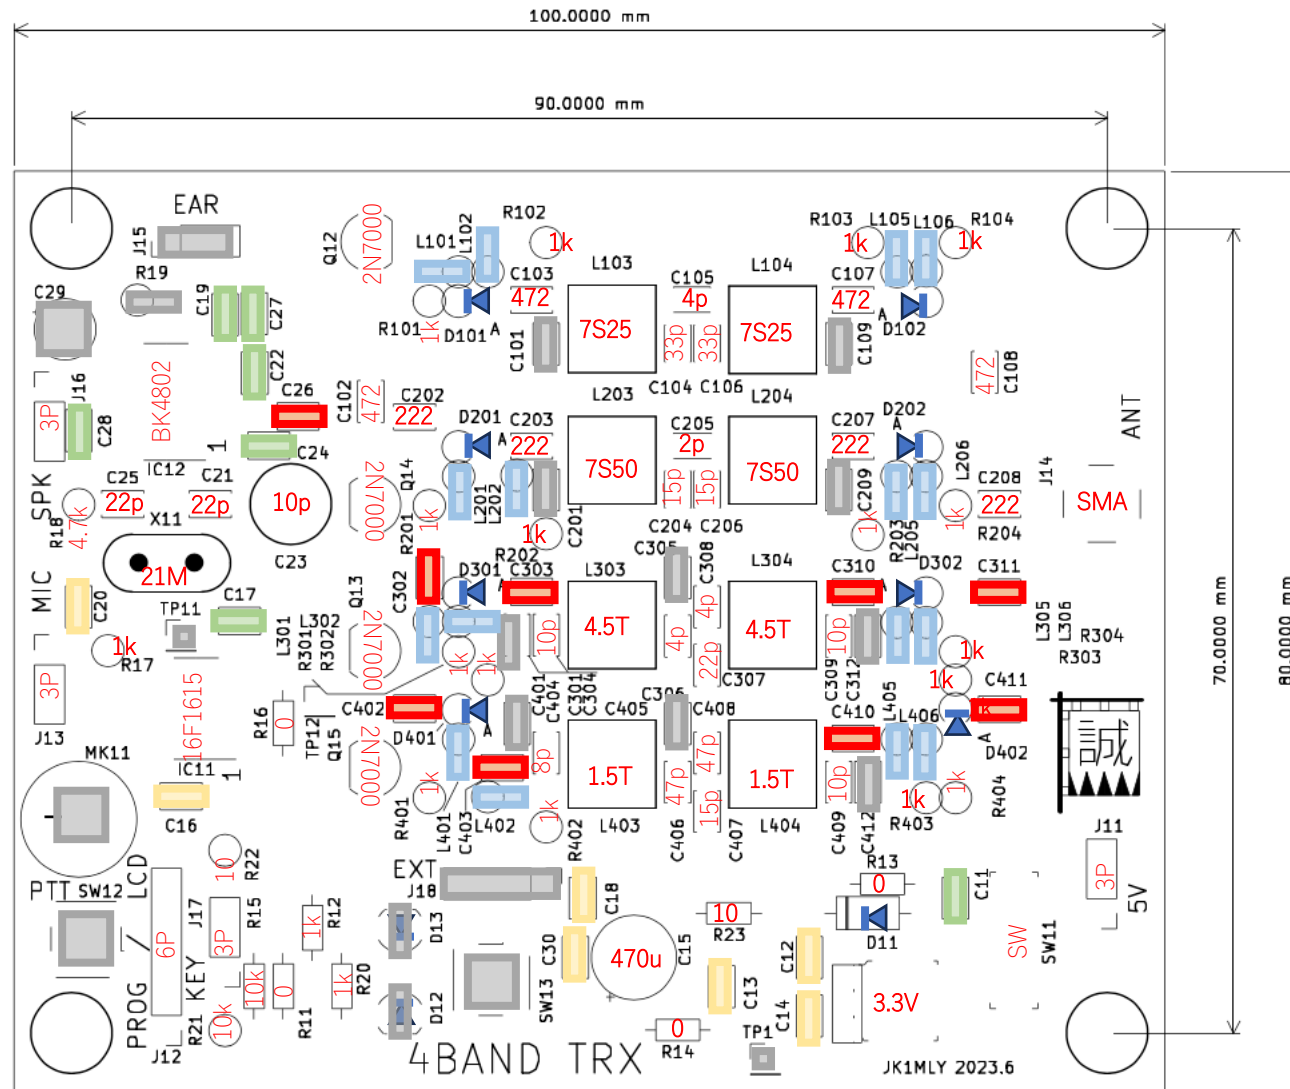 100.0000 mm
90.0000 mm
EAR
J15
R19
C29
C19
C27
C22
Q12
2N7000
L101
L102
R102
1k
R103
L105
L106
R104
1k
1k
C103
472
L103
7S25
C105
4p
L104
7S25
C107
472
R101
1k
D101
A
C101
33p
33p
C104
C106
C109
A
D102
472
C108
J16
3P
C28
BK4802
1
IC12
C26
C24
C102
472
C202
222
D201
A
C203
222
L203
7S50
C205
2p
L204
7S50
C207
222
D202
A
L206
ANT
J14
SMA
SPK
C25
22p
C21
22p
R18
4.7k
X11
21M
10p
C23
2N7000
Q14
R201
1k
L201
L202
1k
C201
15p
15p
C204
C206
C209
R203
L205
1k
1k
C208
222
R204
MIC
C20
TP11
C17
R17
1k
Q13
2N7000
C302
D301
R202
A
C303
L303
4.5T
C305
C308
4p
4p
22p
C307
L304
4.5T
C310
A
D302
C311
L301
L302
R301
R302
1k
1k
10p
C401
C404
C301
C304
C309
C312
10p
L305
L306
R304
R303
1k
1k
3P
J13
16F1615
IC11
1
R16
0
TP12
C402
D401
A
Q15
2N7000
R401
1k
L401
C403
L402
8p
1k
C405
1.5T
L403
C306
C408
47p
47p
15p
C406
C407
1.5T
L404
C410
10p
C409
C412
L405
L406
1k
R403
1k
R404
C411
1k
A
D402
誠
MK11
C16
10
R22
PTT
SW12
LCD
/
PROG
6P
J17
3P
R15
KEY
R21
10k
J12
10k
0
R11
1k
R12
1k
R20
EXT
J18
D13
D12
SW13
R402
C18
C30
470u
C15
10
R23
C13
0
R14
TP1
R13
0
D11
C12
C14
3.3V
C11
SW
SW11
J11
3P
5V
70.0000 mm
4BAND TRX
JK1MLY 2023.6